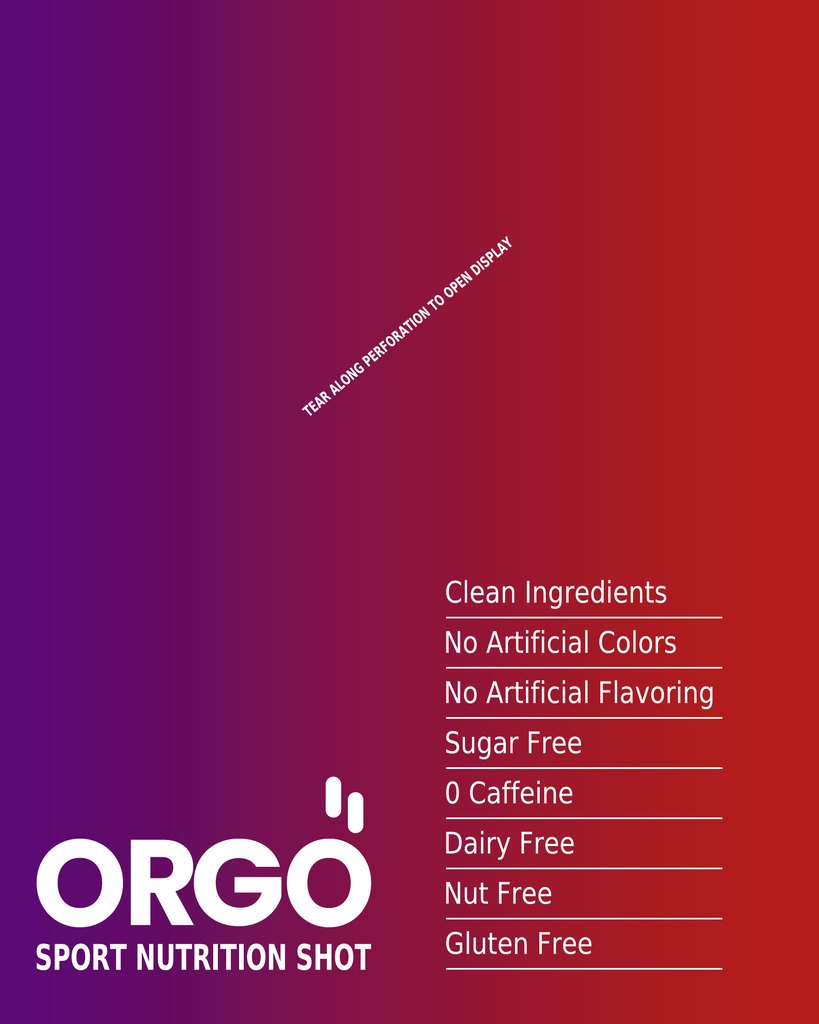 TEAR ALONG PERFORATION TO OPEN DISPLAY
Clean Ingredients
No Artificial Colors
No Artificial Flavoring
Sugar Free
0 Caffeine
Dairy Free
Nut Free
Gluten Free
ORGO
SPORT NUTRITION SHOT